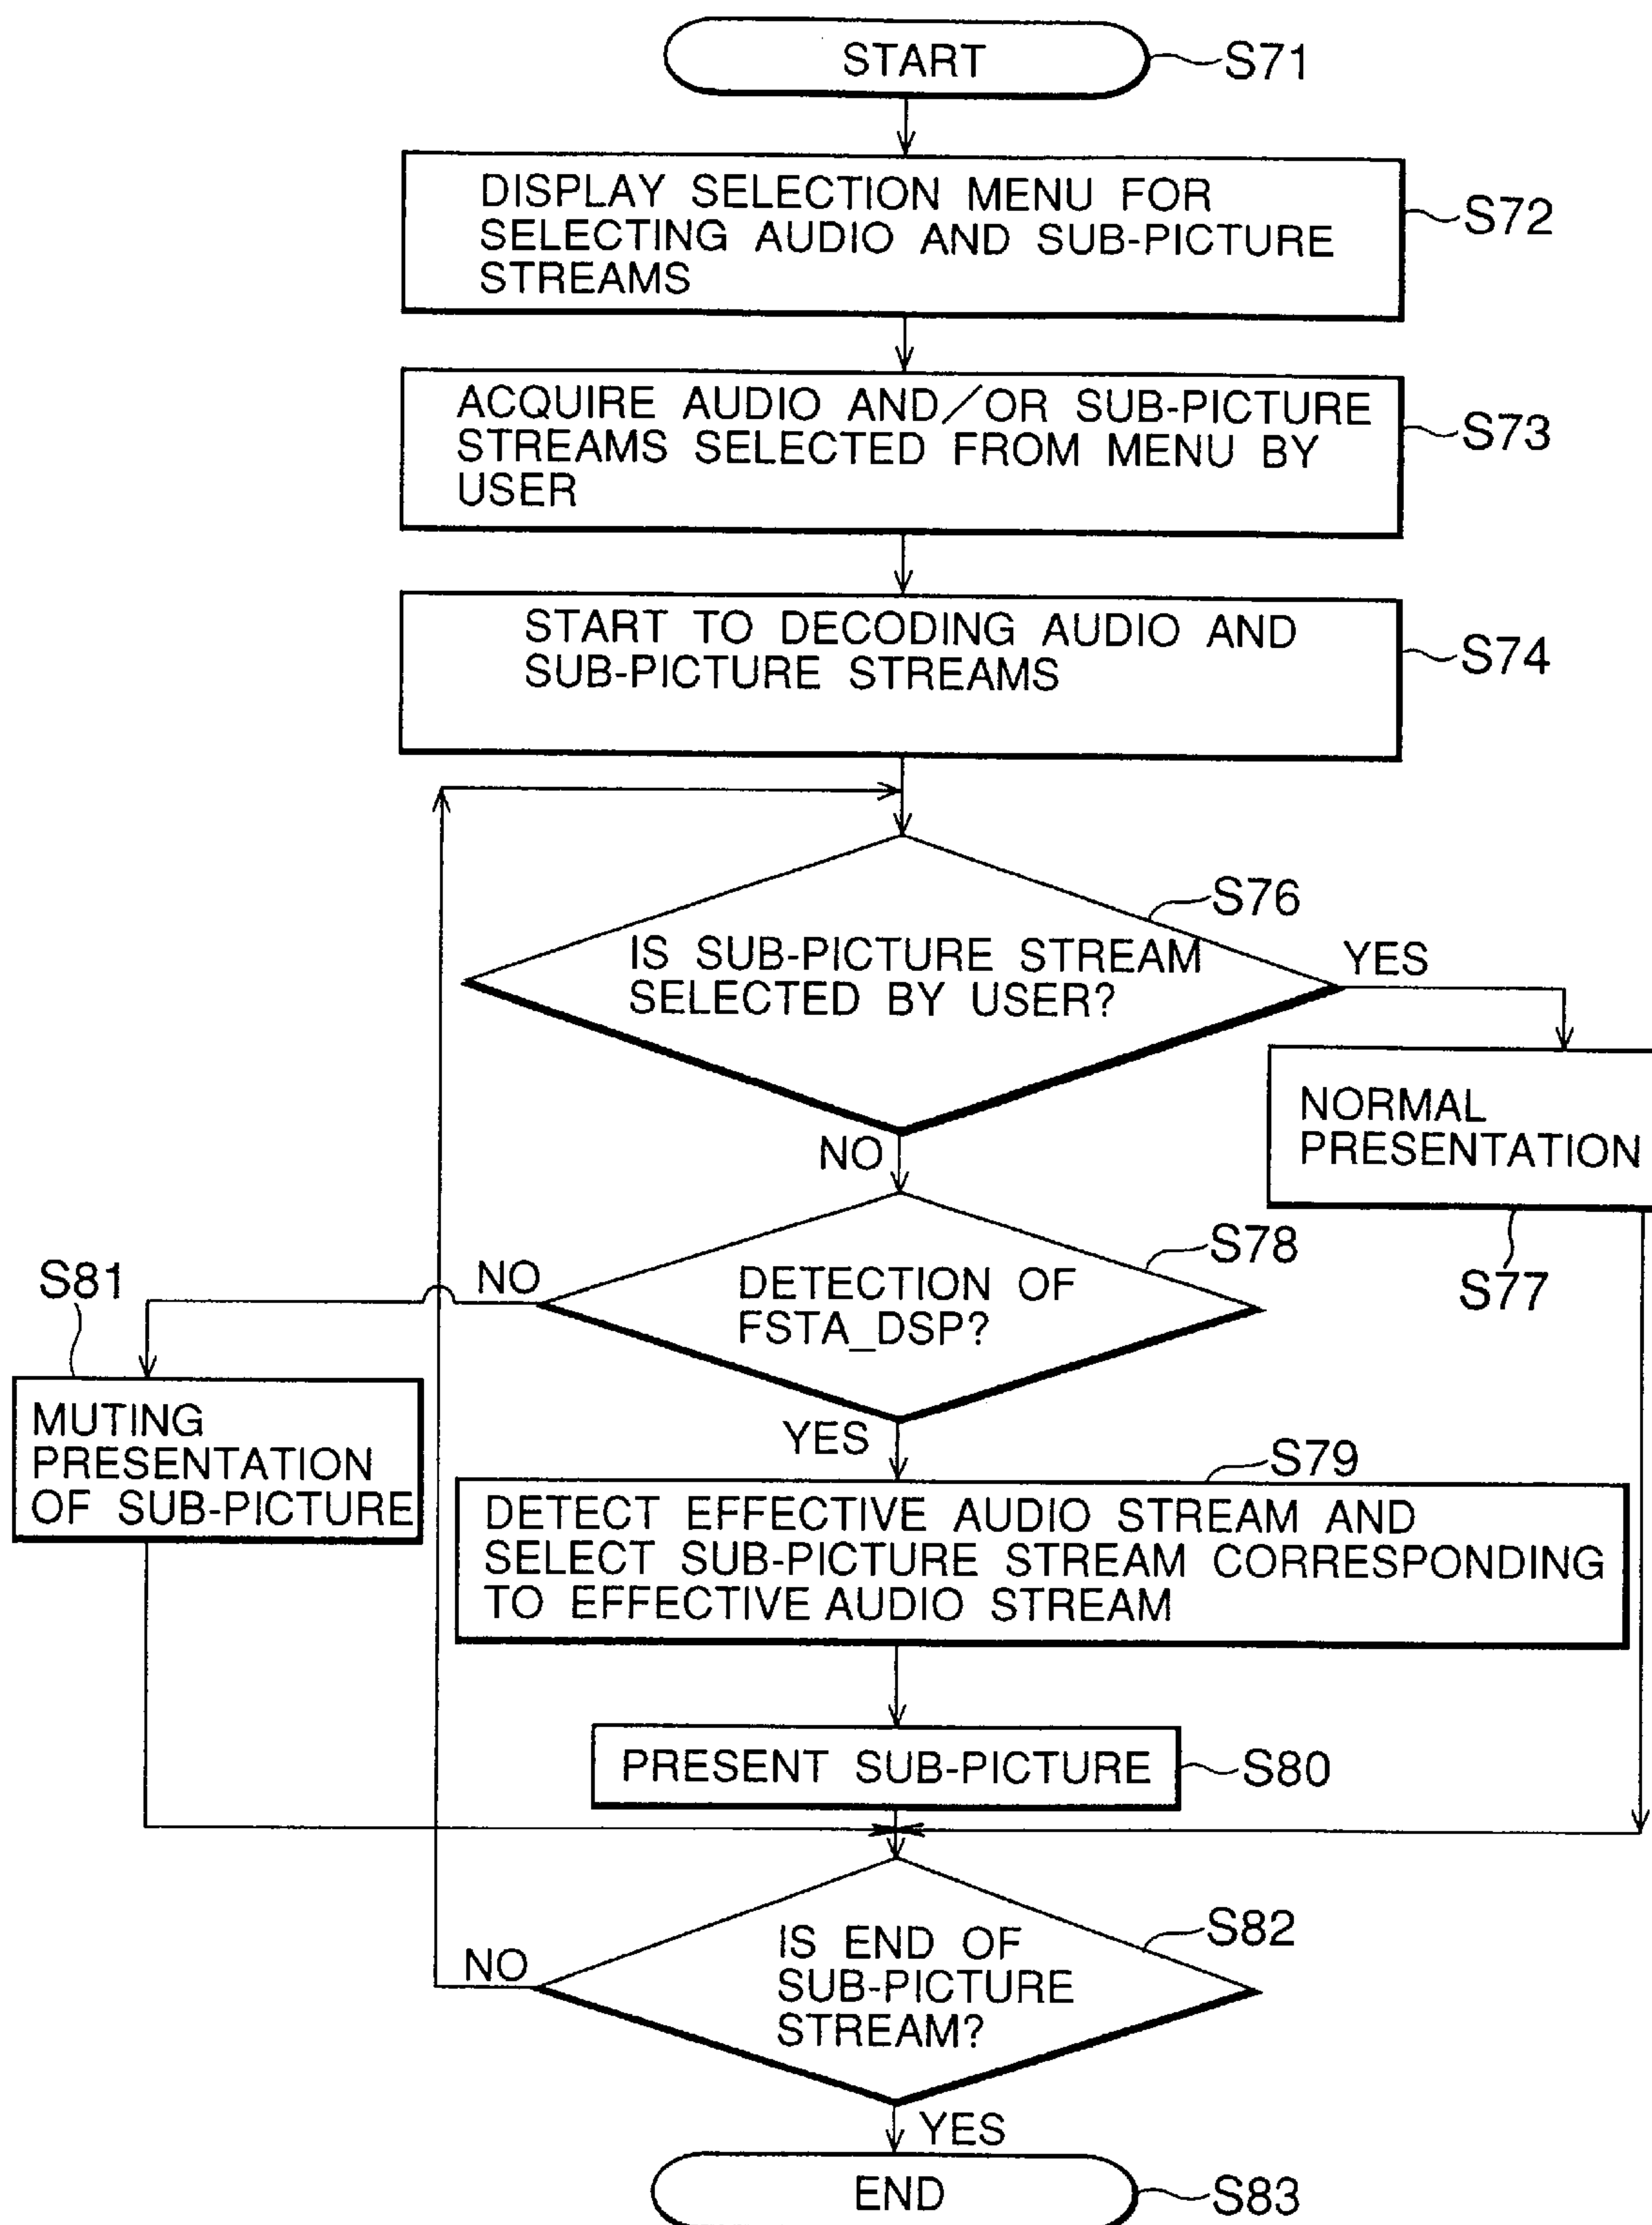 START
S71
DISPLAY SELECTION MENU FOR
SELECTING AUDIO AND SUB-PICTURE
STREAMS
S72
ACQUIRE AUDIO AND/OR SUB-PICTURE
STREAMS SELECTED FROM MENU BY
USER
S73
START TO DECODING AUDIO AND
SUB-PICTURE STREAMS
S74
S76
IS SUB-PICTURE STREAM
SELECTED BY USER?
YES
NO
NORMAL
PRESENTATION
S77
S78
DETECTION OF
FSTA_DSP?
NO
S81
MUTING
PRESENTATION
OF SUB-PICTURE
YES
S79
DETECT EFFECTIVE AUDIO STREAM AND
SELECT SUB-PICTURE STREAM CORRESPONDING
TO EFFECTIVE AUDIO STREAM
PRESENT SUB-PICTURE
S80
S82
IS END OF
SUB-PICTURE
STREAM?
NO
YES
END
S83